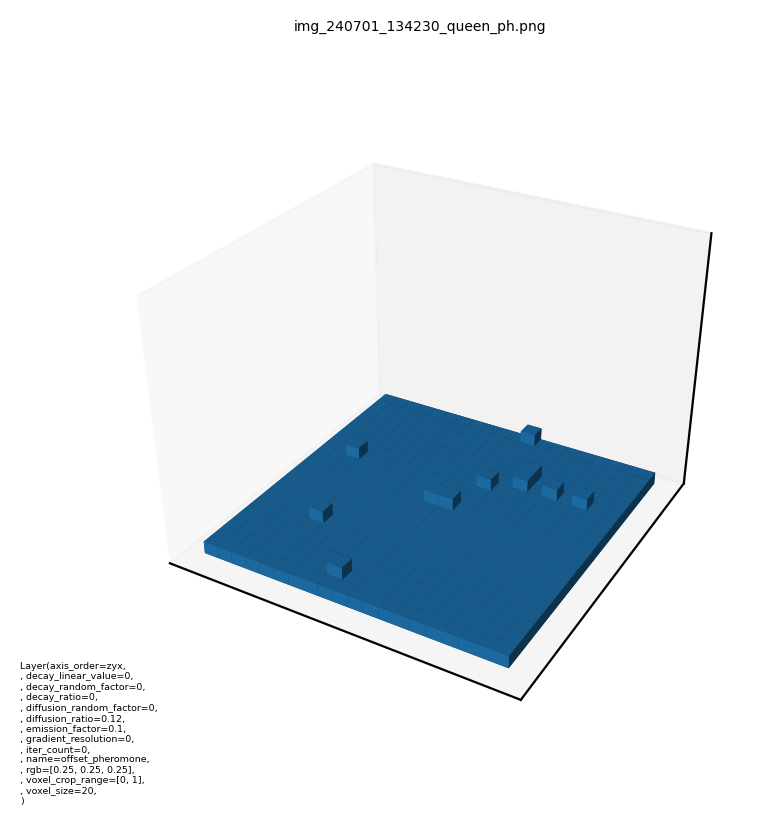 img_240701_134230_queen_ph.png
Layer(axis_order=zyx,
, decay_linear_value=0,
, decay_random_factor=0,
, decay_ratio=0,
, diffusion_random_factor=0,
, diffusion_ratio=0.12,
, emission_factor=0.1,
, gradient_resolution=0,
, iter_count=0,
, name=offset_pheromone,
, rgb=[0.25, 0.25, 0.25],
, voxel_crop_range=[0, 1],
, voxel_size=20,
)